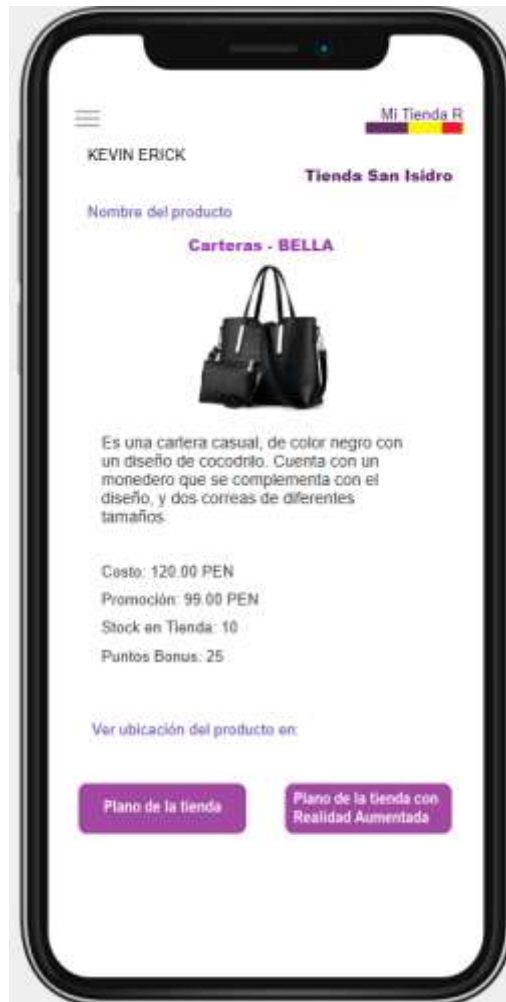 Mi Tienda R
KEVIN ERICK
Tienda San Isidro
Nombre del producto
Carteras - BELLA
Es una cartera casual, de color negro con
un diseño de cocodrilo. Cuenta con un
monedero que se complementa con el
diseño, y dos correas de diferentes
tamaños.
Costo: 120.00 PEN
Promoción: 99.00 PEN
Stock en Tienda: 10
Puntos Bonus: 25
Ver ubicación del producto en:
Plano de la tienda
Plano de la tienda con
Realidad Aumentada